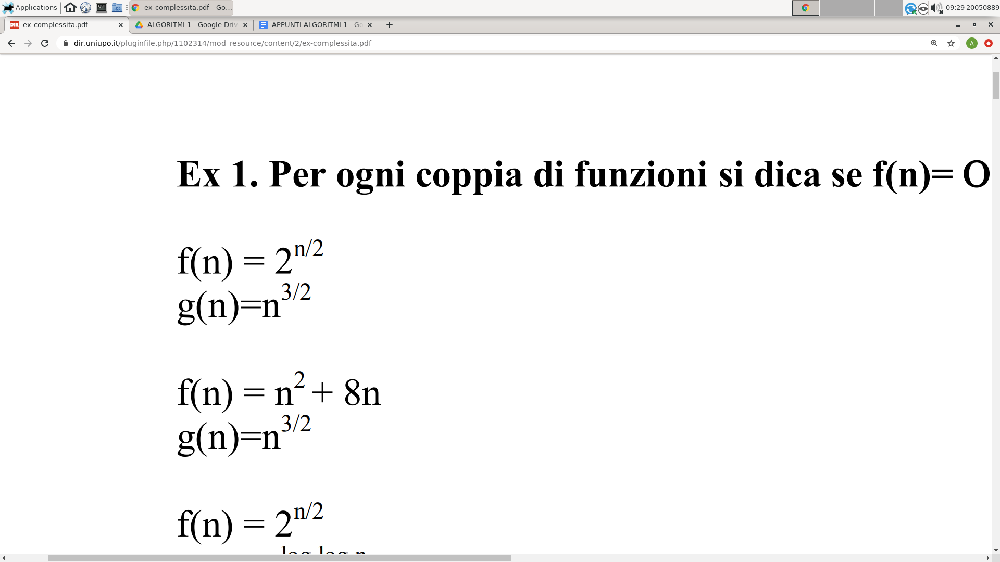 Applications
ex-complessita.pdf - Go...
09:29 20050889
ex-complessita.pdf
ALGORITMI 1 - Google Driv
APPUNTI ALGORITMI 1 - Go
dir.uniupo.it/pluginfile.php/1102314/mod_resource/content/2/ex-complessita.pdf
A
Ex 1. Per ogni coppia di funzioni si dica se f(n)= O
f(n) = 2^{n/2}
g(n)=n^{3/2}
f(n) = n^2 + 8n
g(n)=n^{3/2}
f(n) = 2^{n/2}
log log n